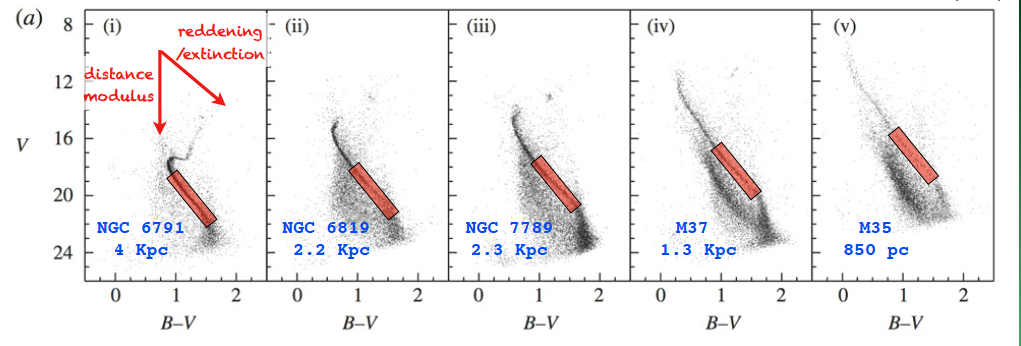 (a)
(i)
(ii)
(iii)
(iv)
(v)
reddening
/extinction
distance
modulus
V
8
12
16
20
24
NGC 6791
4 Kpc
NGC 6819
2.2 Kpc
NGC 7789
2.3 Kpc
M37
1.3 Kpc
M35
850 pc
0 1 2
0 1 2
0 1 2
0 1 2
0 1 2
B–V
B–V
B–V
B–V
B–V